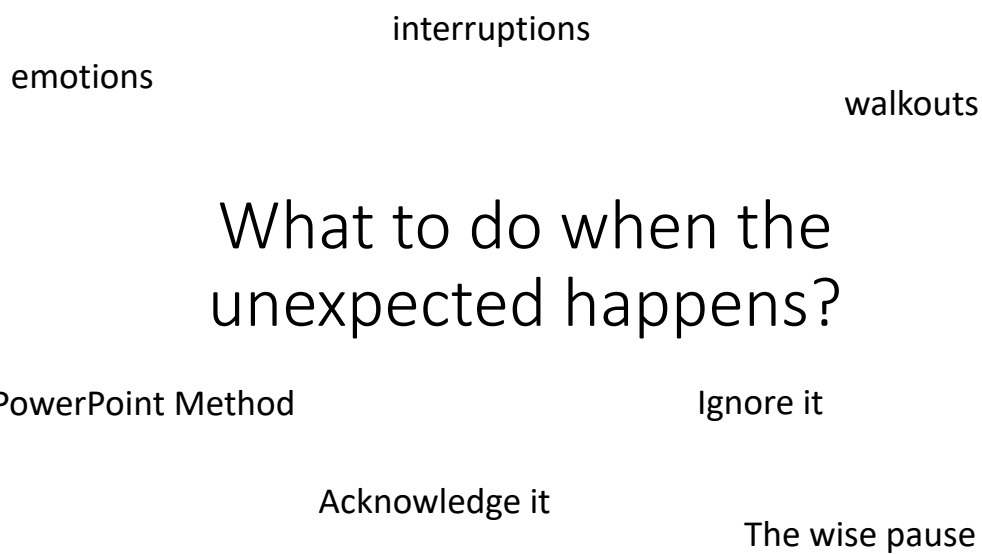 interruptions
emotions
walkouts
What to do when the
unexpected happens?
PowerPoint Method
Ignore it
Acknowledge it
The wise pause